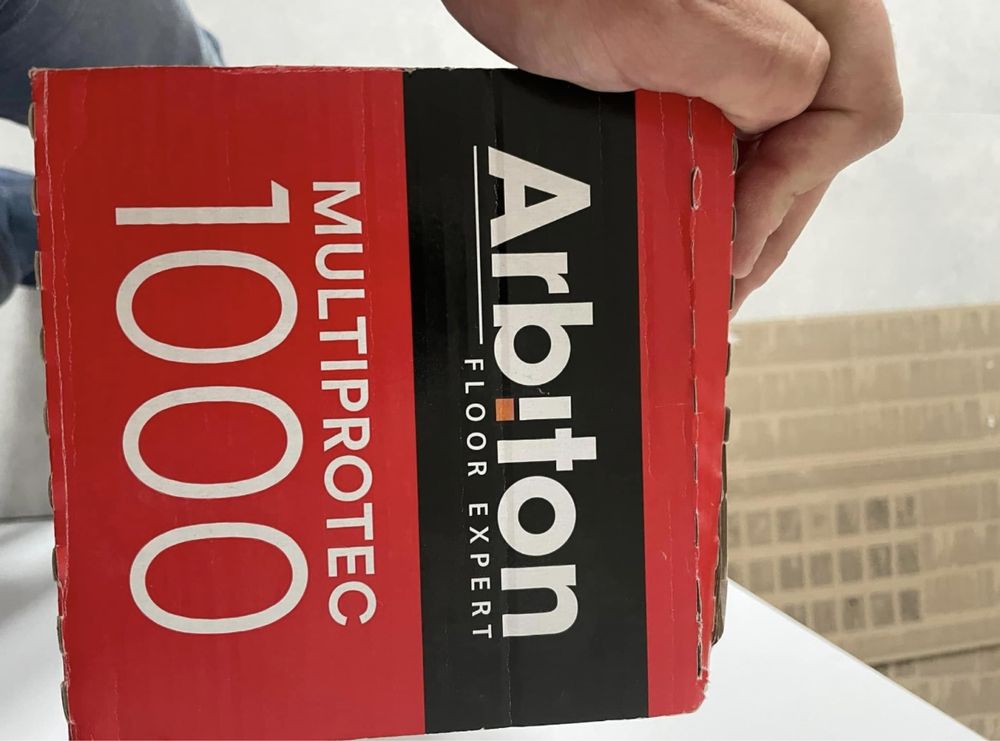 Arbiton
FLOOR EXPERT
MULTIPROTEC
1000